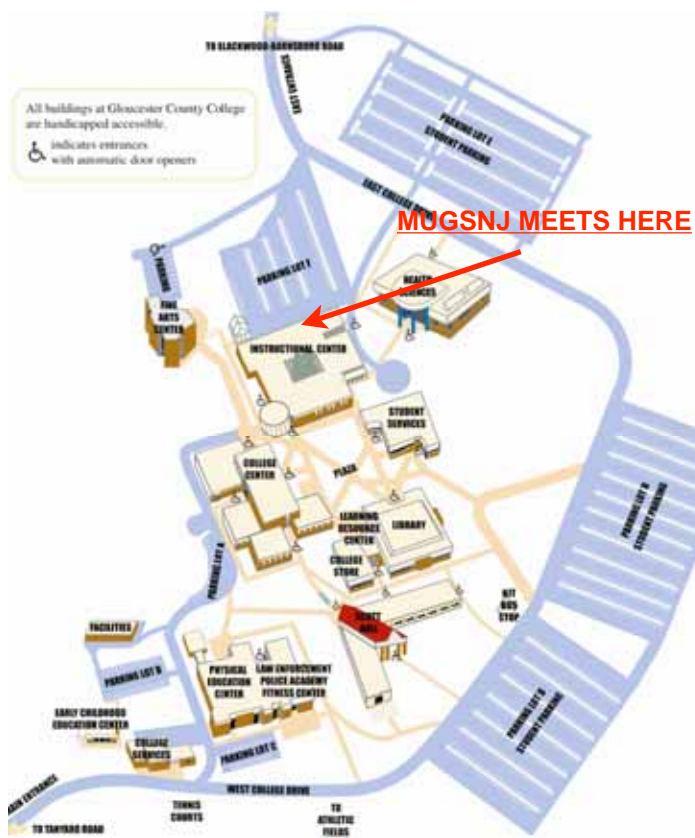 TO BLACKWOOD-BARNSBORO ROAD
EAST ENTRANCE
All buildings at Gloucester County College
are handicapped accessible.
indicates entrances
with automatic door openers
PARKING LOT E
STUDENT PARKING
EAST COLLEGE DRIVE
MUGSNJ MEETS HERE
PARKING
PARKING LOT F
HEALTH
SCIENCES
FINE
ARTS
CENTER
INSTRUCTIONAL CENTER
STUDENT
SERVICES
COLLEGE
CENTER
PLAZA
LEARNING
RESOURCE
CENTER
LIBRARY
COLLEGE
STORE
PARKING LOT A
PARKING LOT D
STUDENT PARKING
NJT
BUS
STOP
SCOTT
HALL
FACILITIES
PARKING LOT B
PHYSICAL
EDUCATION
CENTER
LAW ENFORCEMENT
POLICE ACADEMY
FITNESS CENTER
EARLY CHILDHOOD
EDUCATION CENTER
COLLEGE
SERVICES
PARKING LOT C
PARKING LOT D
STUDENT PARKING
MAIN ENTRANCE
WEST COLLEGE DRIVE
TO TANYARD ROAD
TENNIS
COURTS
TO
ATHLETIC
FIELDS